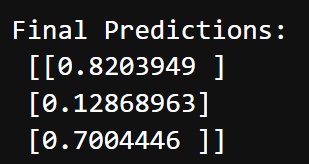 Final Predictions:
[[0.8203949 ]
[0.12868963]
[0.7004446 ]]